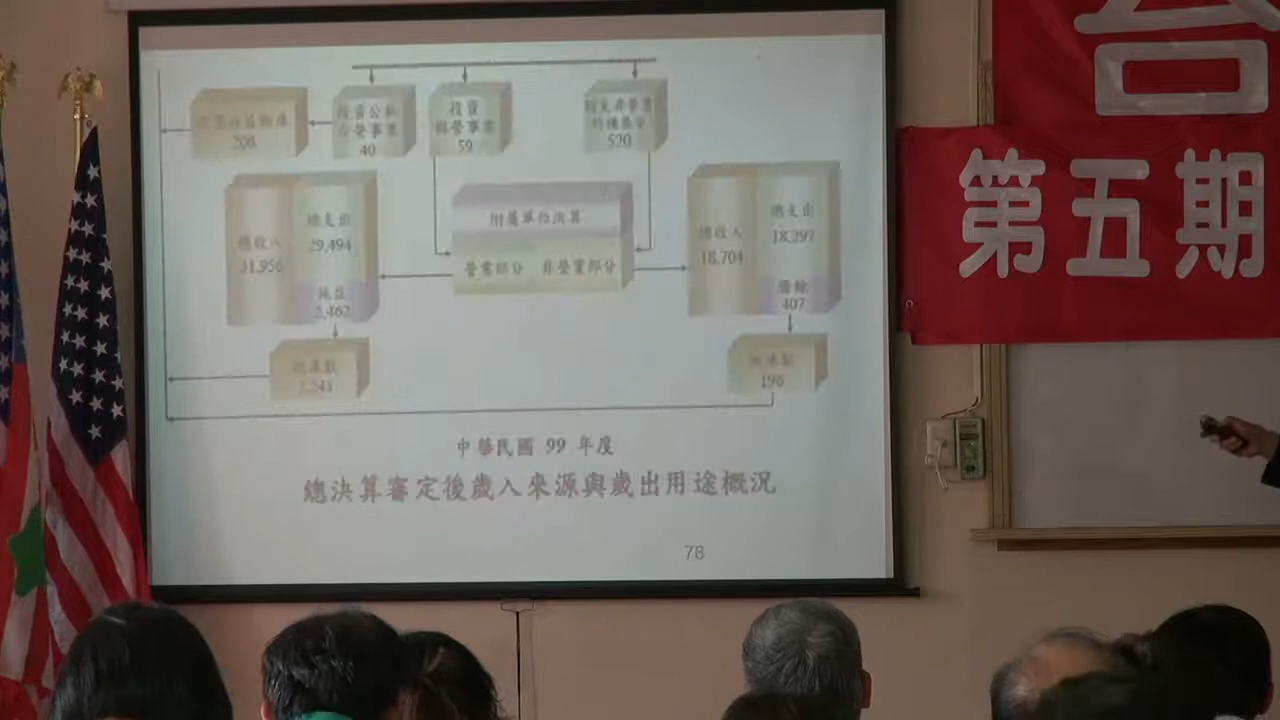 台
第五期
200
投資公私
合營事業
40
投資
國營事業
59
520
總收入
31,956
總支出
29,494
純益
2,462
附屬單位決算
營業部分 非營業部分
總收入
18,704
總支出
18,297
賸餘
407
繳庫數
繳庫數
196
中華民國 99 年度
總決算審定後歲入來源與歲出用途概況
78